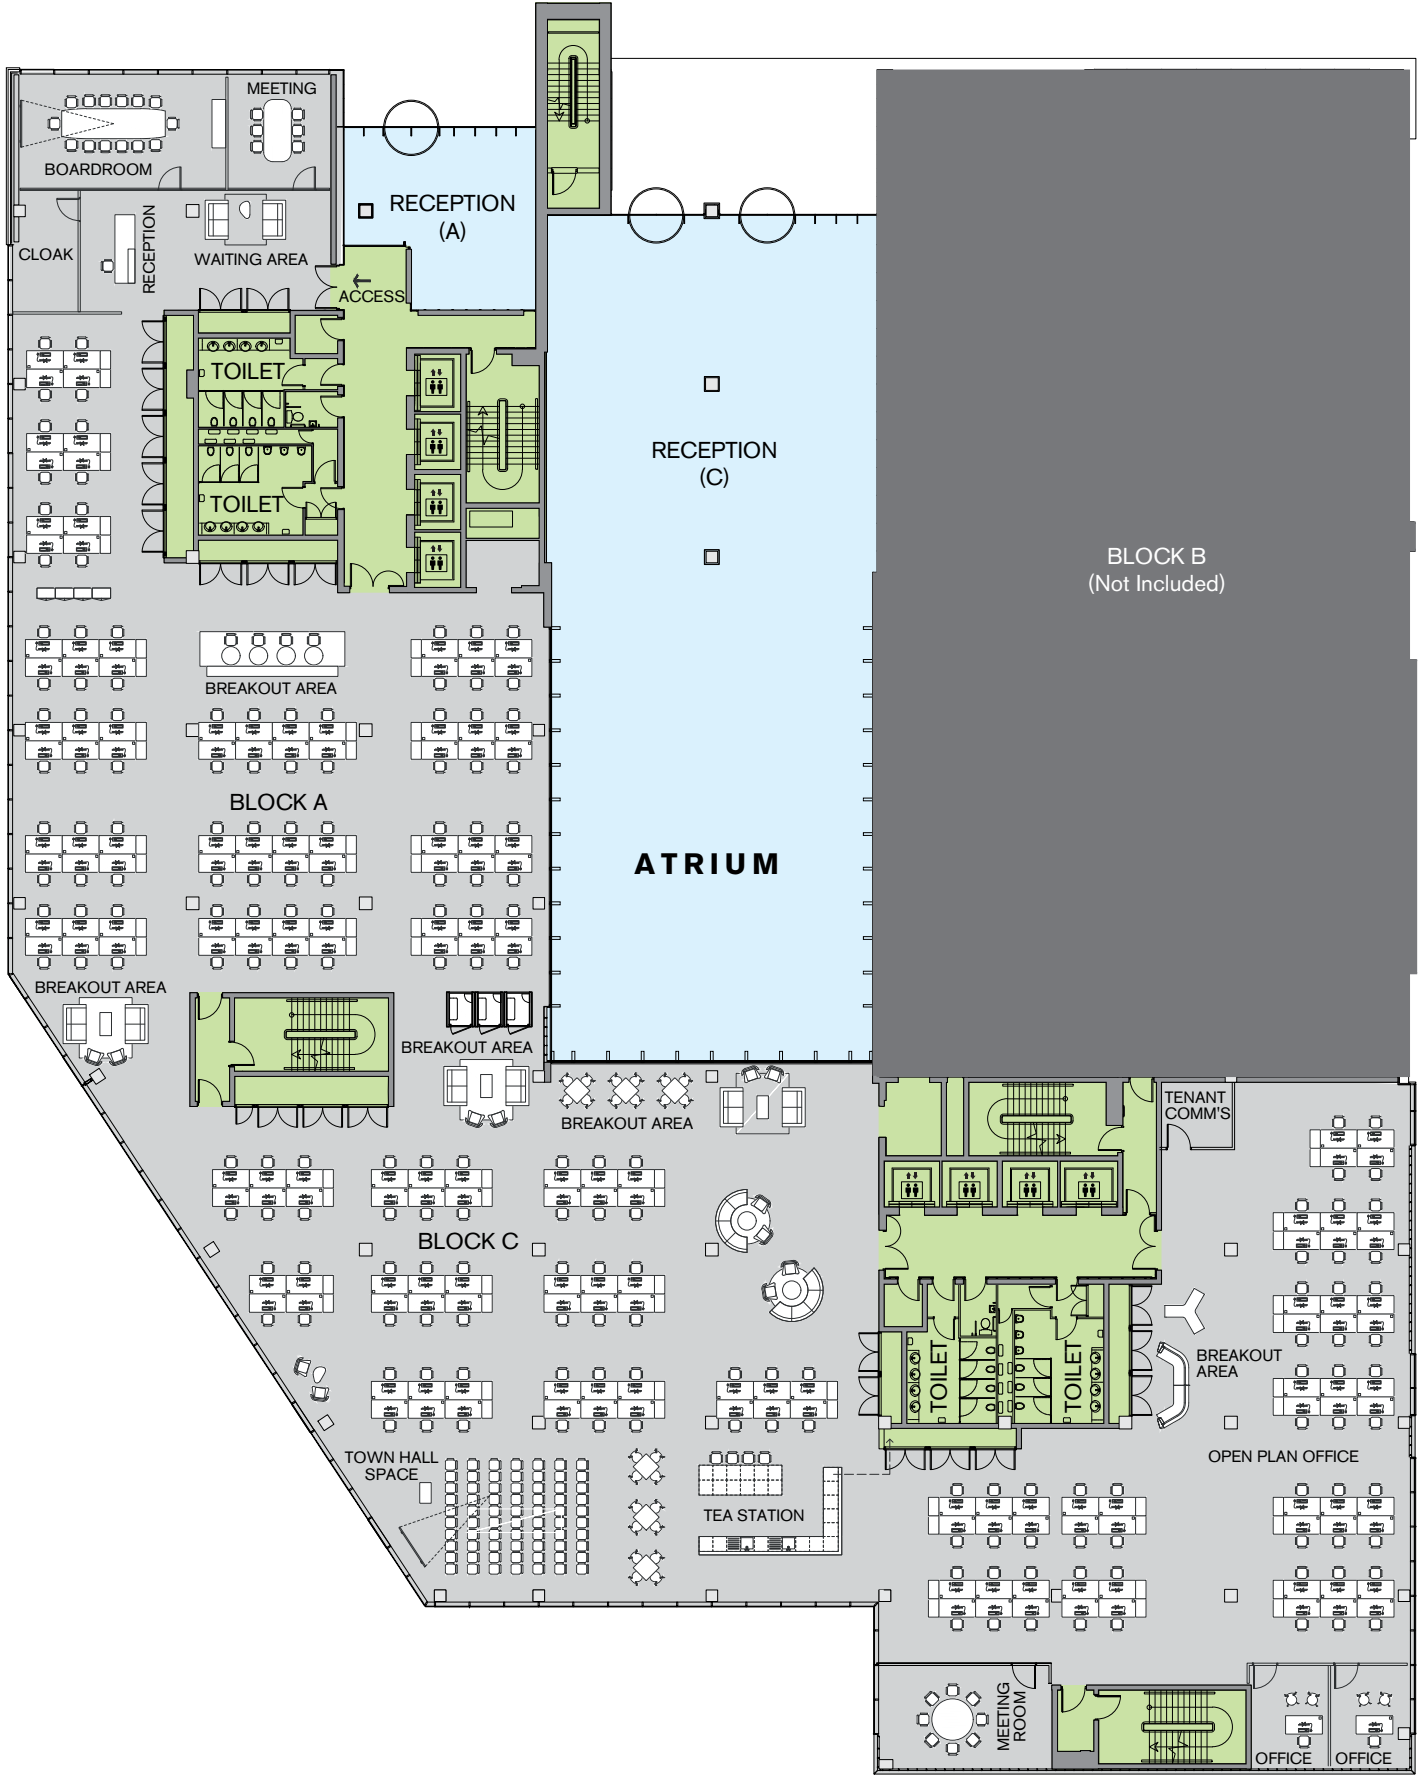 MEETING
BOARDROOM
RECEPTION
(A)
CLOAK
RECEPTION
WAITING AREA
ACCESS
TOILET
TOILET
RECEPTION
(C)
BLOCK B
(Not Included)
BREAKOUT AREA
BLOCK A
ATRIUM
BREAKOUT AREA
BREAKOUT AREA
BREAKOUT AREA
TENANT
COMM'S
BLOCK C
TOILET
TOILET
BREAKOUT
AREA
TOWN HALL
SPACE
OPEN PLAN OFFICE
TEA STATION
MEETING
ROOM
OFFICE
OFFICE